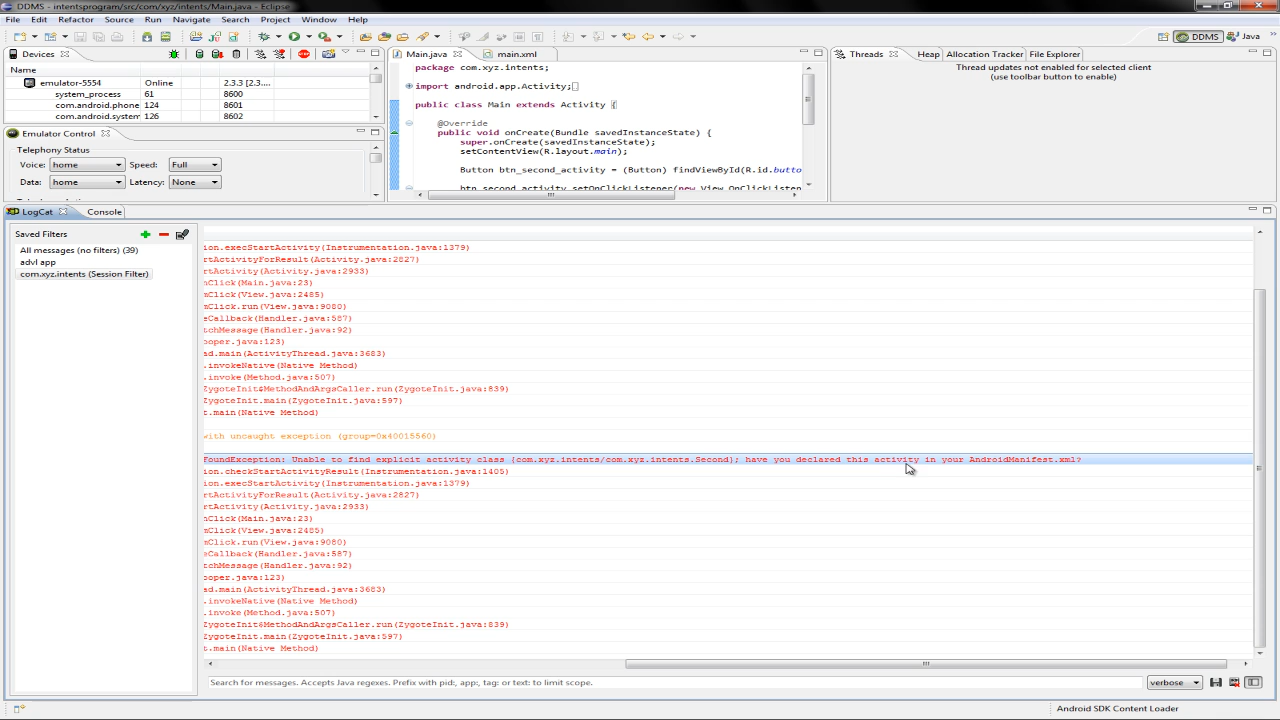 DDMS - intentsprogram/src/com/xyz/intents/Main.java - Eclipse
File Edit Refactor Source Run Navigate Search Project Window Help
DDMS Java
Devices
Name
emulator-5554 Online 2.3.3 [2.3....
system_process 61 8600
com.android.phone 124 8601
com.android.system 126 8602
Emulator Control
Telephony Status
Voice: home Speed: Full
Data: home Latency: None
Main.java main.xml
package com.xyz.intents;
import android.app.Activity;
public class Main extends Activity {
@Override
public void onCreate(Bundle savedInstanceState) {
super.onCreate(savedInstanceState);
setContentView(R.layout.main);
Button btn_second_activity = (Button) findViewById(R.id.butto
btn_second_activity.setOnClickListener(new View.OnClickListen
Threads Heap Allocation Tracker File Explorer
Thread updates not enabled for selected client
(use toolbar button to enable)
LogCat Console
Saved Filters
All messages (no filters) (39)
advl app
com.xyz.intents (Session Filter)
ion.execStartActivity(Instrumentation.java:1379)
rtActivityForResult(Activity.java:2827)
rtActivity(Activity.java:2933)
nClick(Main.java:23)
mClick(View.java:2485)
mClick.run(View.java:9080)
eCallback(Handler.java:587)
tchMessage(Handler.java:92)
ooper.java:123)
ad.main(ActivityThread.java:3683)
.invokeNative(Native Method)
.invoke(Method.java:507)
ZygoteInit$MethodAndArgsCaller.run(ZygoteInit.java:839)
ZygoteInit.main(ZygoteInit.java:597)
t.main(Native Method)
with uncaught exception (group=0x40015560)
FoundException: Unable to find explicit activity class {com.xyz.intents/com.xyz.intents.Second}; have you declared this activity in your AndroidManifest.xml?
ion.checkStartActivityResult(Instrumentation.java:1405)
ion.execStartActivity(Instrumentation.java:1379)
rtActivityForResult(Activity.java:2827)
rtActivity(Activity.java:2933)
nClick(Main.java:23)
mClick(View.java:2485)
mClick.run(View.java:9080)
eCallback(Handler.java:587)
tchMessage(Handler.java:92)
ooper.java:123)
ad.main(ActivityThread.java:3683)
.invokeNative(Native Method)
.invoke(Method.java:507)
ZygoteInit$MethodAndArgsCaller.run(ZygoteInit.java:839)
ZygoteInit.main(ZygoteInit.java:597)
t.main(Native Method)
Search for messages. Accepts Java regexes. Prefix with pid:, app:, tag: or text: to limit scope.
verbose
Android SDK Content Loader